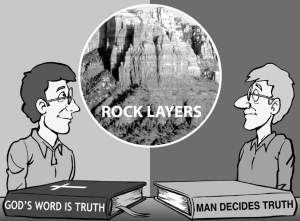 ROCK LAYERS
GOD'S WORD IS TRUTH
MAN DECIDES TRUTH